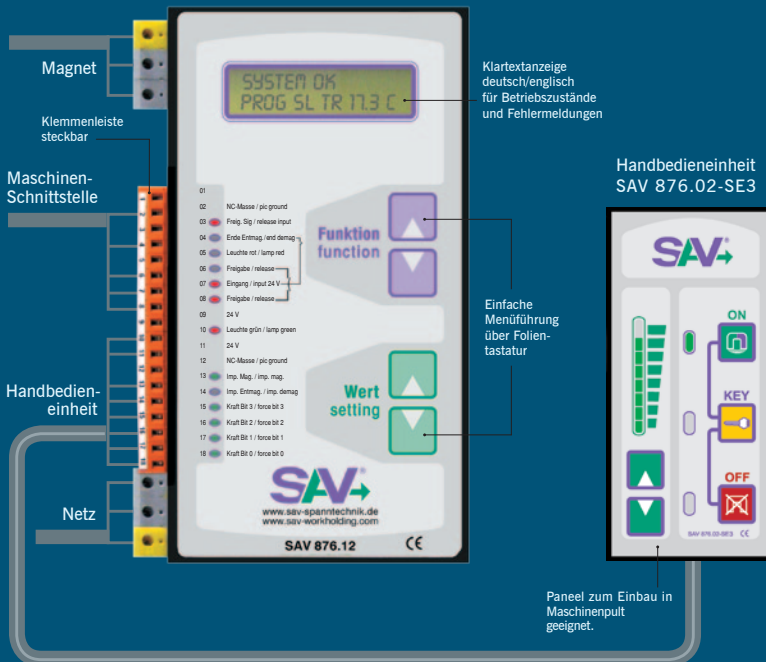 Magnet
Klemmenleiste
steckbar
Maschinen-
Schnittstelle
Handbedien-
einheit
Netz
SYSTEM OK
PROG SL TR 17.3 C
01
02 NC-Masse / pic ground
03 Freig. Sig / release input
04 Ende Entmag. / end demag
05 Leuchte rot / lamp red
06 Freigabe / release
07 Eingang / input 24 V
08 Freigabe / release
09 24 V
10 Leuchte grün / lamp green
11 24 V
12 NC-Masse / pic ground
13 Imp. Mag. / imp. mag.
14 Imp. Entmag. / imp. demag
15 Kraft Bit 3 / force bit 3
16 Kraft Bit 2 / force bit 2
17 Kraft Bit 1 / force bit 1
18 Kraft Bit 0 / force bit 0
Funktion
function
Wert
setting
SAV®
www.sav-spanntechnik.de
www.sav-workholding.com
SAV 876.12 CE
Klartextanzeige
deutsch/englisch
für Betriebszustände
und Fehlermeldungen
Einfache
Menüführung
über Folien-
tastatur
Handbedieneinheit
SAV 876.02-SE3
SAV®
ON
KEY
OFF
SAV 876.02-SE3 CE
Paneel zum Einbau in
Maschinenpult
geeignet.